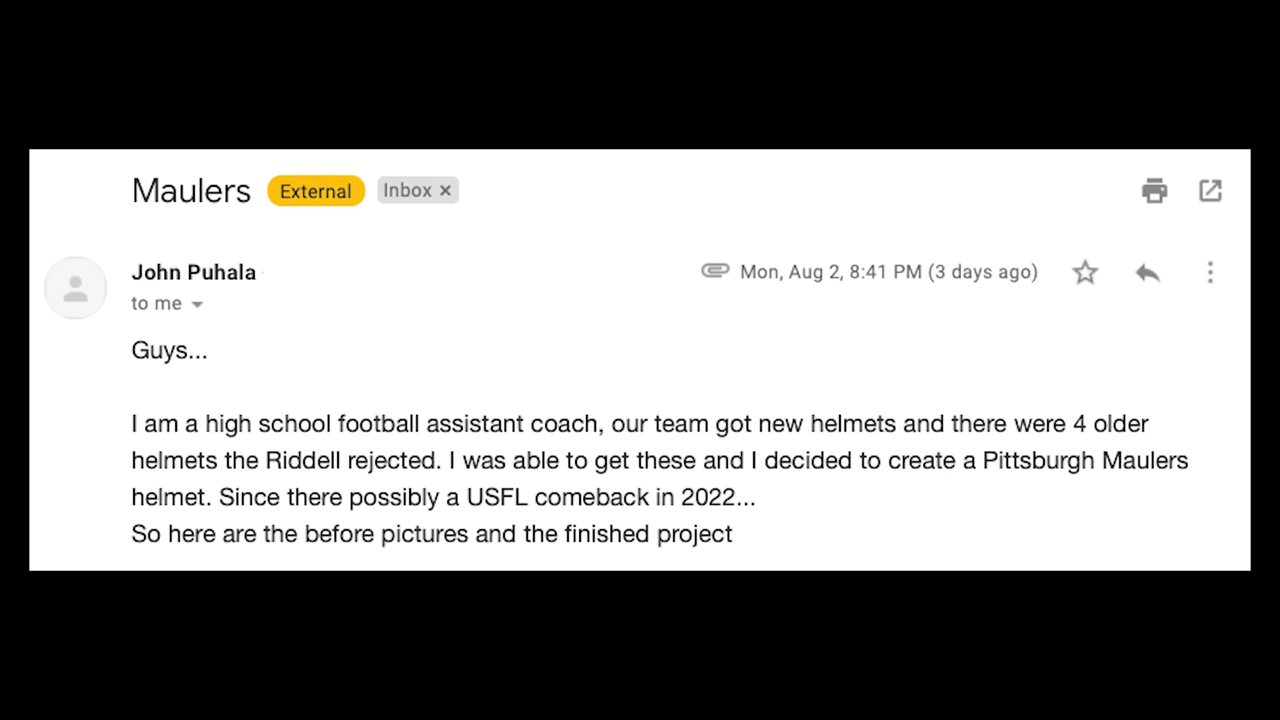 Maulers External Inbox ×
John Puhala Mon, Aug 2, 8:41 PM (3 days ago)
to me
Guys...
I am a high school football assistant coach, our team got new helmets and there were 4 older
helmets the Riddell rejected. I was able to get these and I decided to create a Pittsburgh Maulers
helmet. Since there possibly a USFL comeback in 2022...
So here are the before pictures and the finished project